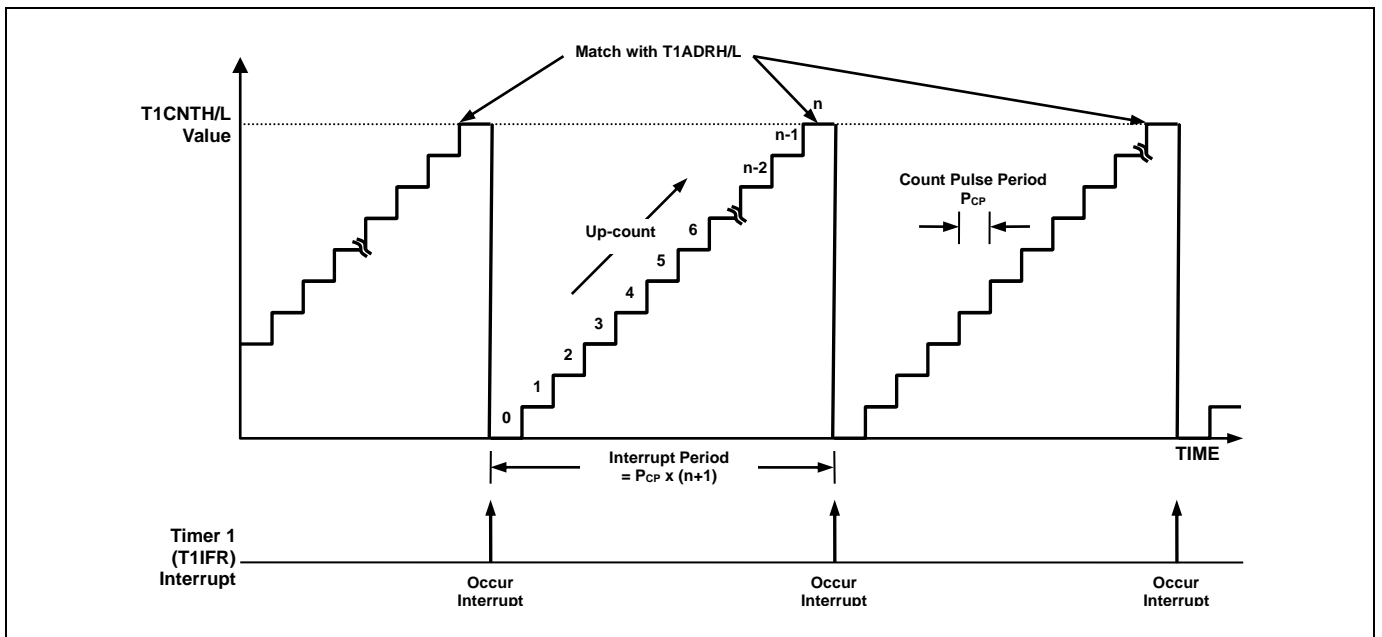 Match with T1ADRH/L
T1CNTH/L
Value
n
n-1
n-2
Count Pulse Period
PCP
Up-count
6
5
4
3
2
1
0
TIME
Interrupt Period
= PCP x (n+1)
Timer 1
(T1IFR)
Interrupt
Occur
Interrupt
Occur
Interrupt
Occur
Interrupt